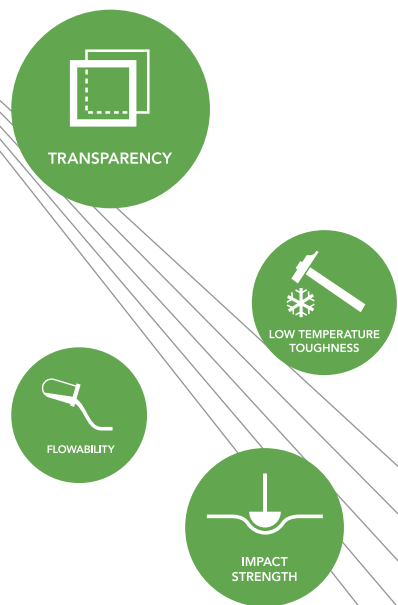 TRANSPARENCY
LOW TEMPERATURE
TOUGHNESS
FLOWABILITY
IMPACT
STRENGTH